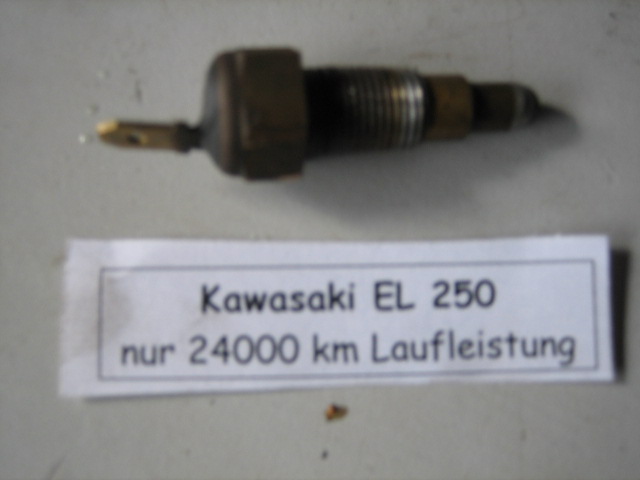 Kawasaki EL 250
nur 24000 km Laufleistung